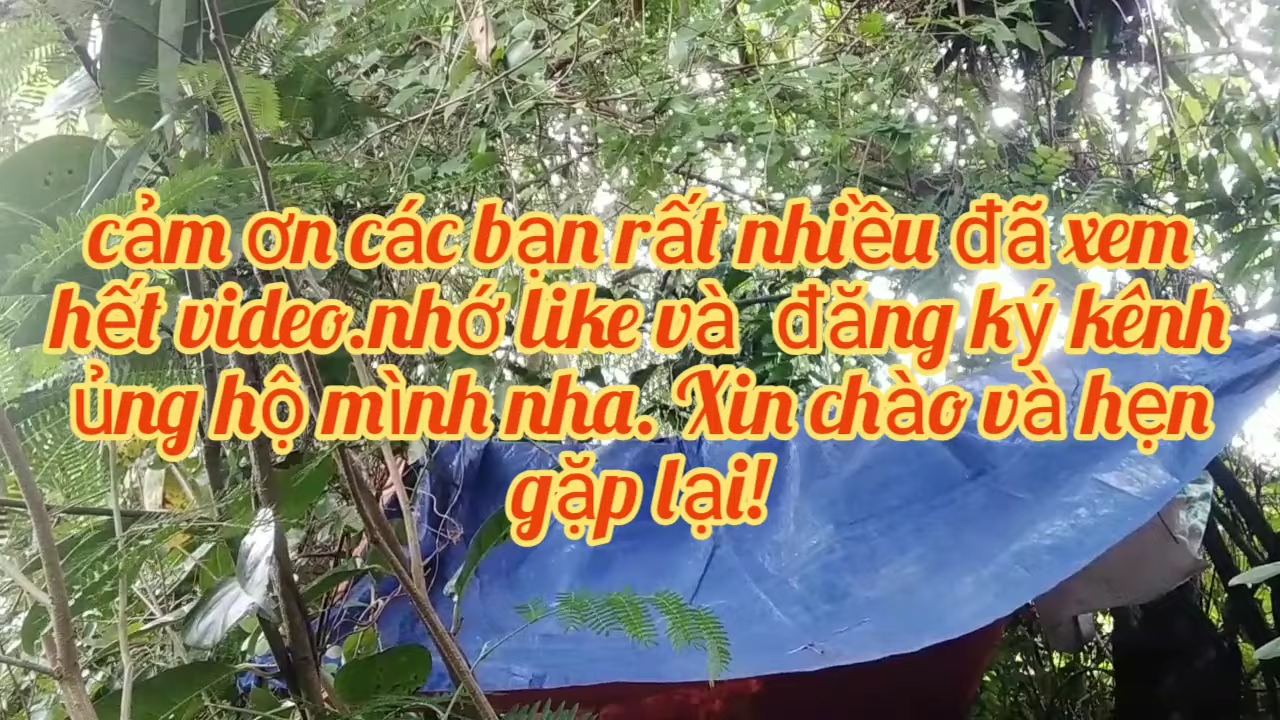 cảm ơn các bạn rất nhiều đã xem
hết video.nhớ like và đăng ký kênh
ủng hộ mình nha. Xin chào và hẹn
gặp lại!